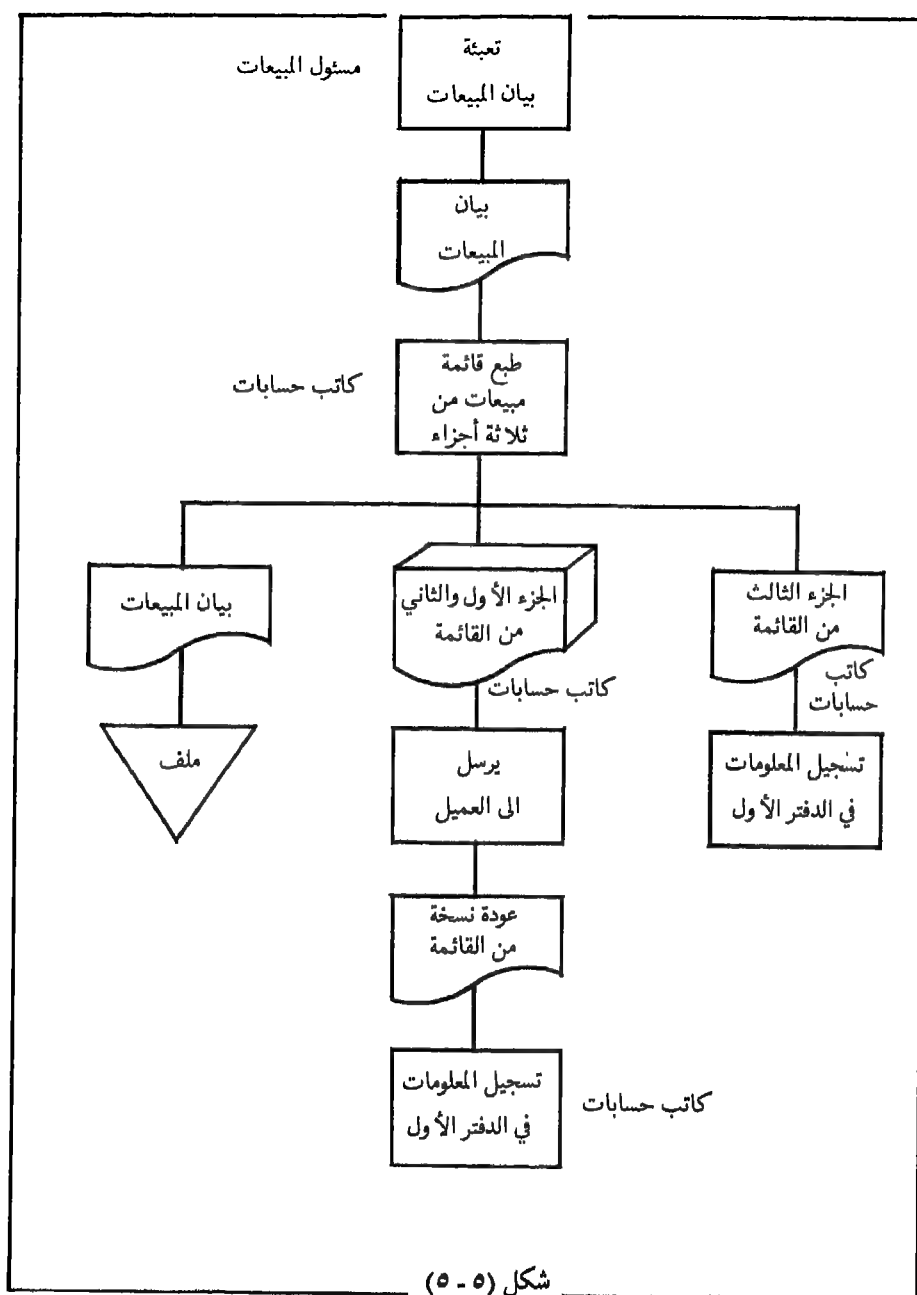 تعبئة
بيان المبيعات
مسئول المبيعات
بيان
المبيعات
طبع قائمة
مبيعات من
ثلاثة أجزاء
كاتب حسابات
الجزء الثالث
من القائمة
الجزء الأول والثاني
من القائمة
بيان المبيعات
كاتب
حسابات
كاتب حسابات
تسجيل المعلومات
في الدفتر الأول
يرسل
الى العميل
ملف
عودة نسخة
من القائمة
تسجيل المعلومات
في الدفتر الأول
كاتب حسابات
شكل (٥ - ٥)